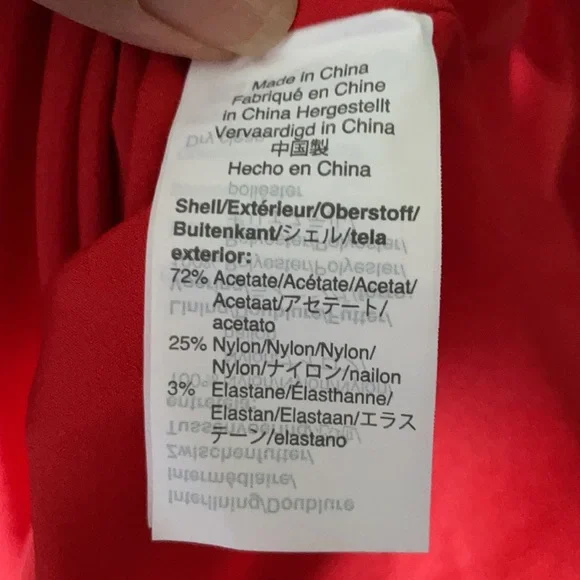 Made in China
Fabriqué en Chine
in China Hergestellt
Vervaardigd in China
中国製
Hecho en China
Shell/Extérieur/Oberstoff/
Buitenkant/シェル/tela
exterior:
72% Acetate/Acétate/Acetat/
Acetaat/アセテート/
acetato
25% Nylon/Nylon/Nylon/
Nylon/ナイロン/nailon
3% Elastane/Élasthanne/
Elastan/Elastaan/エラス
テーン/elastano